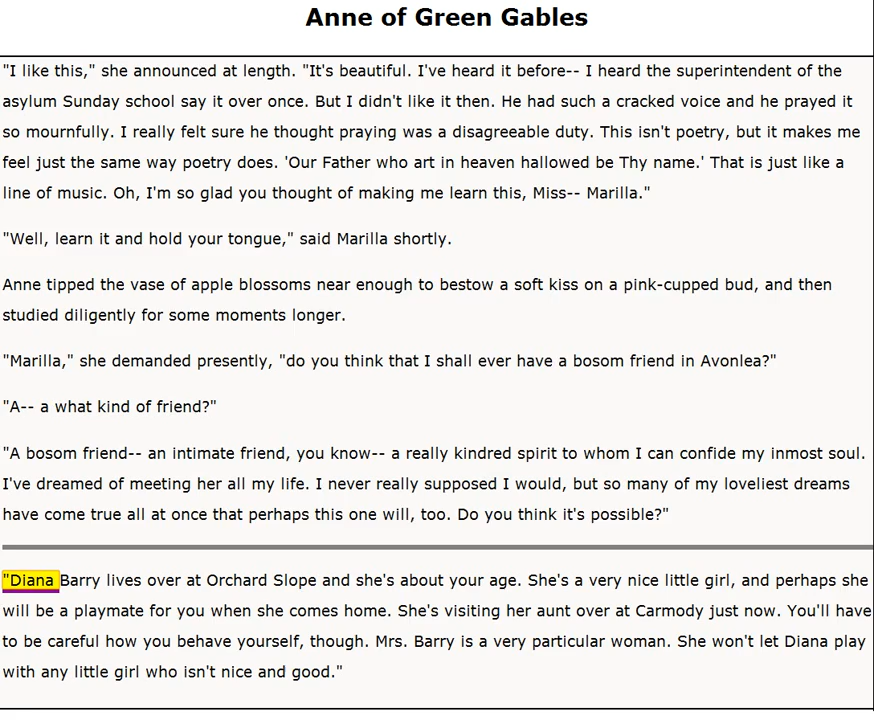 Anne of Green Gables
"I like this," she announced at length. "It's beautiful. I've heard it before-- I heard the superintendent of the
asylum Sunday school say it over once. But I didn't like it then. He had such a cracked voice and he prayed it
so mournfully. I really felt sure he thought praying was a disagreeable duty. This isn't poetry, but it makes me
feel just the same way poetry does. 'Our Father who art in heaven hallowed be Thy name.' That is just like a
line of music. Oh, I'm so glad you thought of making me learn this, Miss-- Marilla."
"Well, learn it and hold your tongue," said Marilla shortly.
Anne tipped the vase of apple blossoms near enough to bestow a soft kiss on a pink-cupped bud, and then
studied diligently for some moments longer.
"Marilla," she demanded presently, "do you think that I shall ever have a bosom friend in Avonlea?"
"A-- a what kind of friend?"
"A bosom friend-- an intimate friend, you know-- a really kindred spirit to whom I can confide my inmost soul.
I've dreamed of meeting her all my life. I never really supposed I would, but so many of my loveliest dreams
have come true all at once that perhaps this one will, too. Do you think it's possible?"
"Diana Barry lives over at Orchard Slope and she's about your age. She's a very nice little girl, and perhaps she
will be a playmate for you when she comes home. She's visiting her aunt over at Carmody just now. You'll have
to be careful how you behave yourself, though. Mrs. Barry is a very particular woman. She won't let Diana play
with any little girl who isn't nice and good."